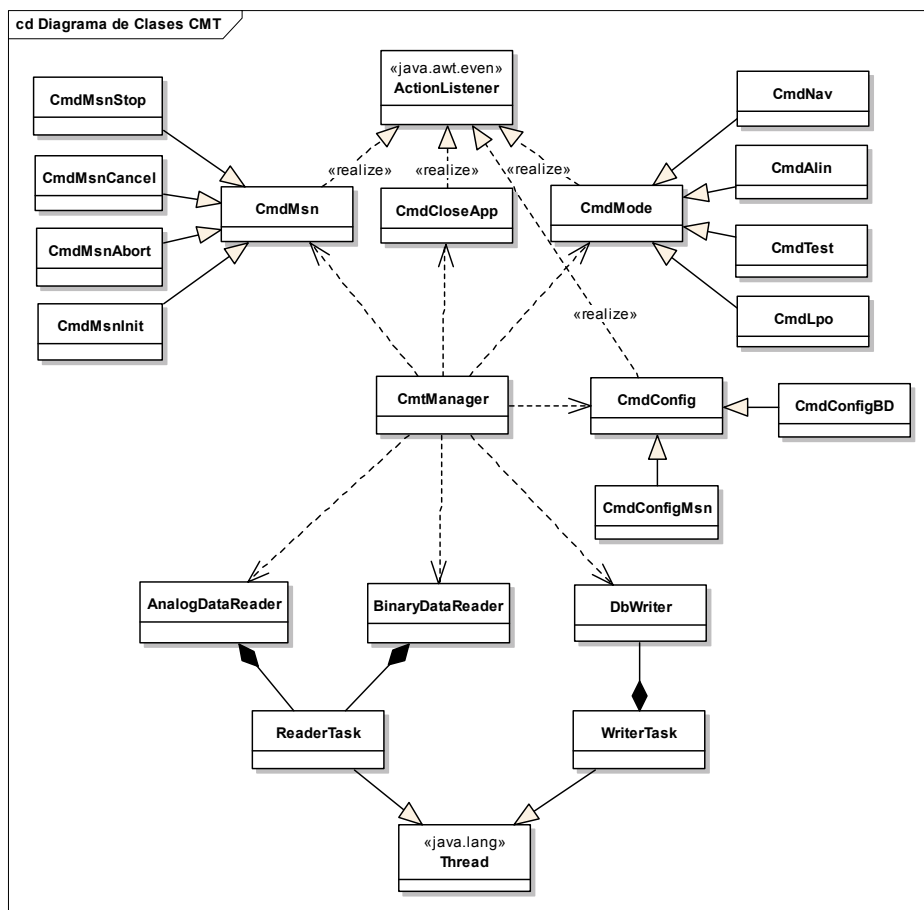 cd Diagrama de Clases CMT
«java.awt.even»
ActionListener
CmdMsnStop
CmdNav
CmdMsnCancel
CmdAlin
«realize»
«realize»
«realize»
CmdMsn
CmdCloseApp
CmdMode
CmdMsnAbort
CmdTest
CmdMsnInit
CmdLpo
«realize»
CmtManager
CmdConfig
CmdConfigBD
CmdConfigMsn
AnalogDataReader
BinaryDataReader
DbWriter
ReaderTask
WriterTask
«java.lang»
Thread